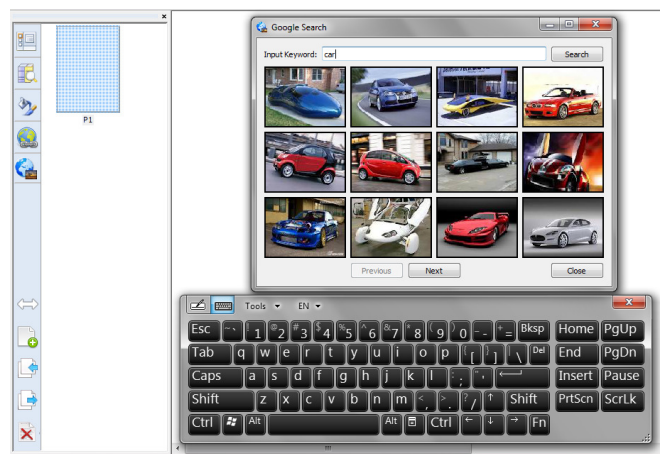 Google Search
Input Keyword: car Search
P1
Previous Next Close
Tools EN
Esc ~ ` ! 1 @ 2 # 3 $ 4 % 5 ^ 6 & 7 * 8 ( 9 ) 0 _ - + = Bksp Home PgUp
Tab q w e r t y u i o p { [ } ] | \ Del End PgDn
Caps a s d f g h j k l : ; " ' Insert Pause
Shift z x c v b n m < , > . ? / ↑ Shift PrtScn ScrLk
Ctrl Alt Alt Ctrl ← ↓ → Fn